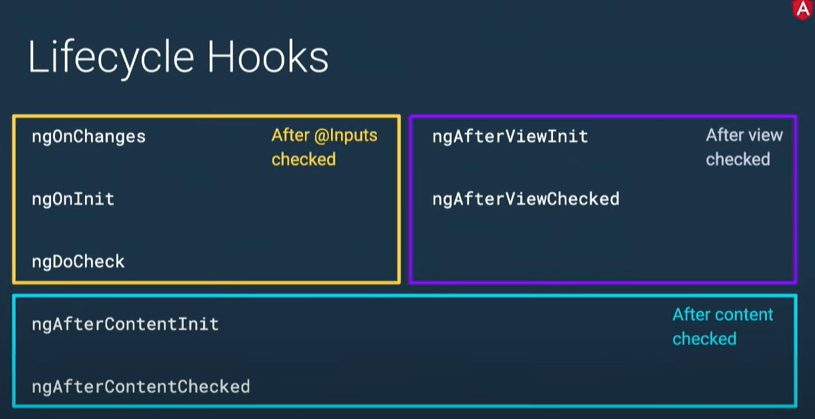 A
Lifecycle Hooks
ngOnChanges
After @Inputs
checked
ngOnInit
ngDoCheck
ngAfterViewInit
After view
checked
ngAfterViewChecked
ngAfterContentInit
After content
checked
ngAfterContentChecked